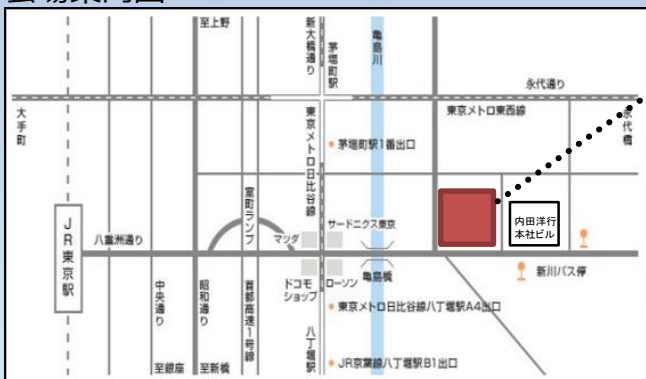 会場案内図
至上野
新大橋通り
茅場町駅
亀島川
永代通り
大手町
東京メトロ日比谷線
東京メトロ東西線
永代橋
茅場町駅1番出口
室町ランプ
サードニクス東京
マツダ
JR東京駅
八重洲通り
内田洋行
本社ビル
ドコモ
ショップ
ローソン
亀島橋
新川バス停
中央通り
昭和通り
首都高速1号線
八丁堀駅
東京メトロ日比谷線八丁堀駅A4出口
JR京葉線八丁堀駅B1出口
至銀座
至新橋